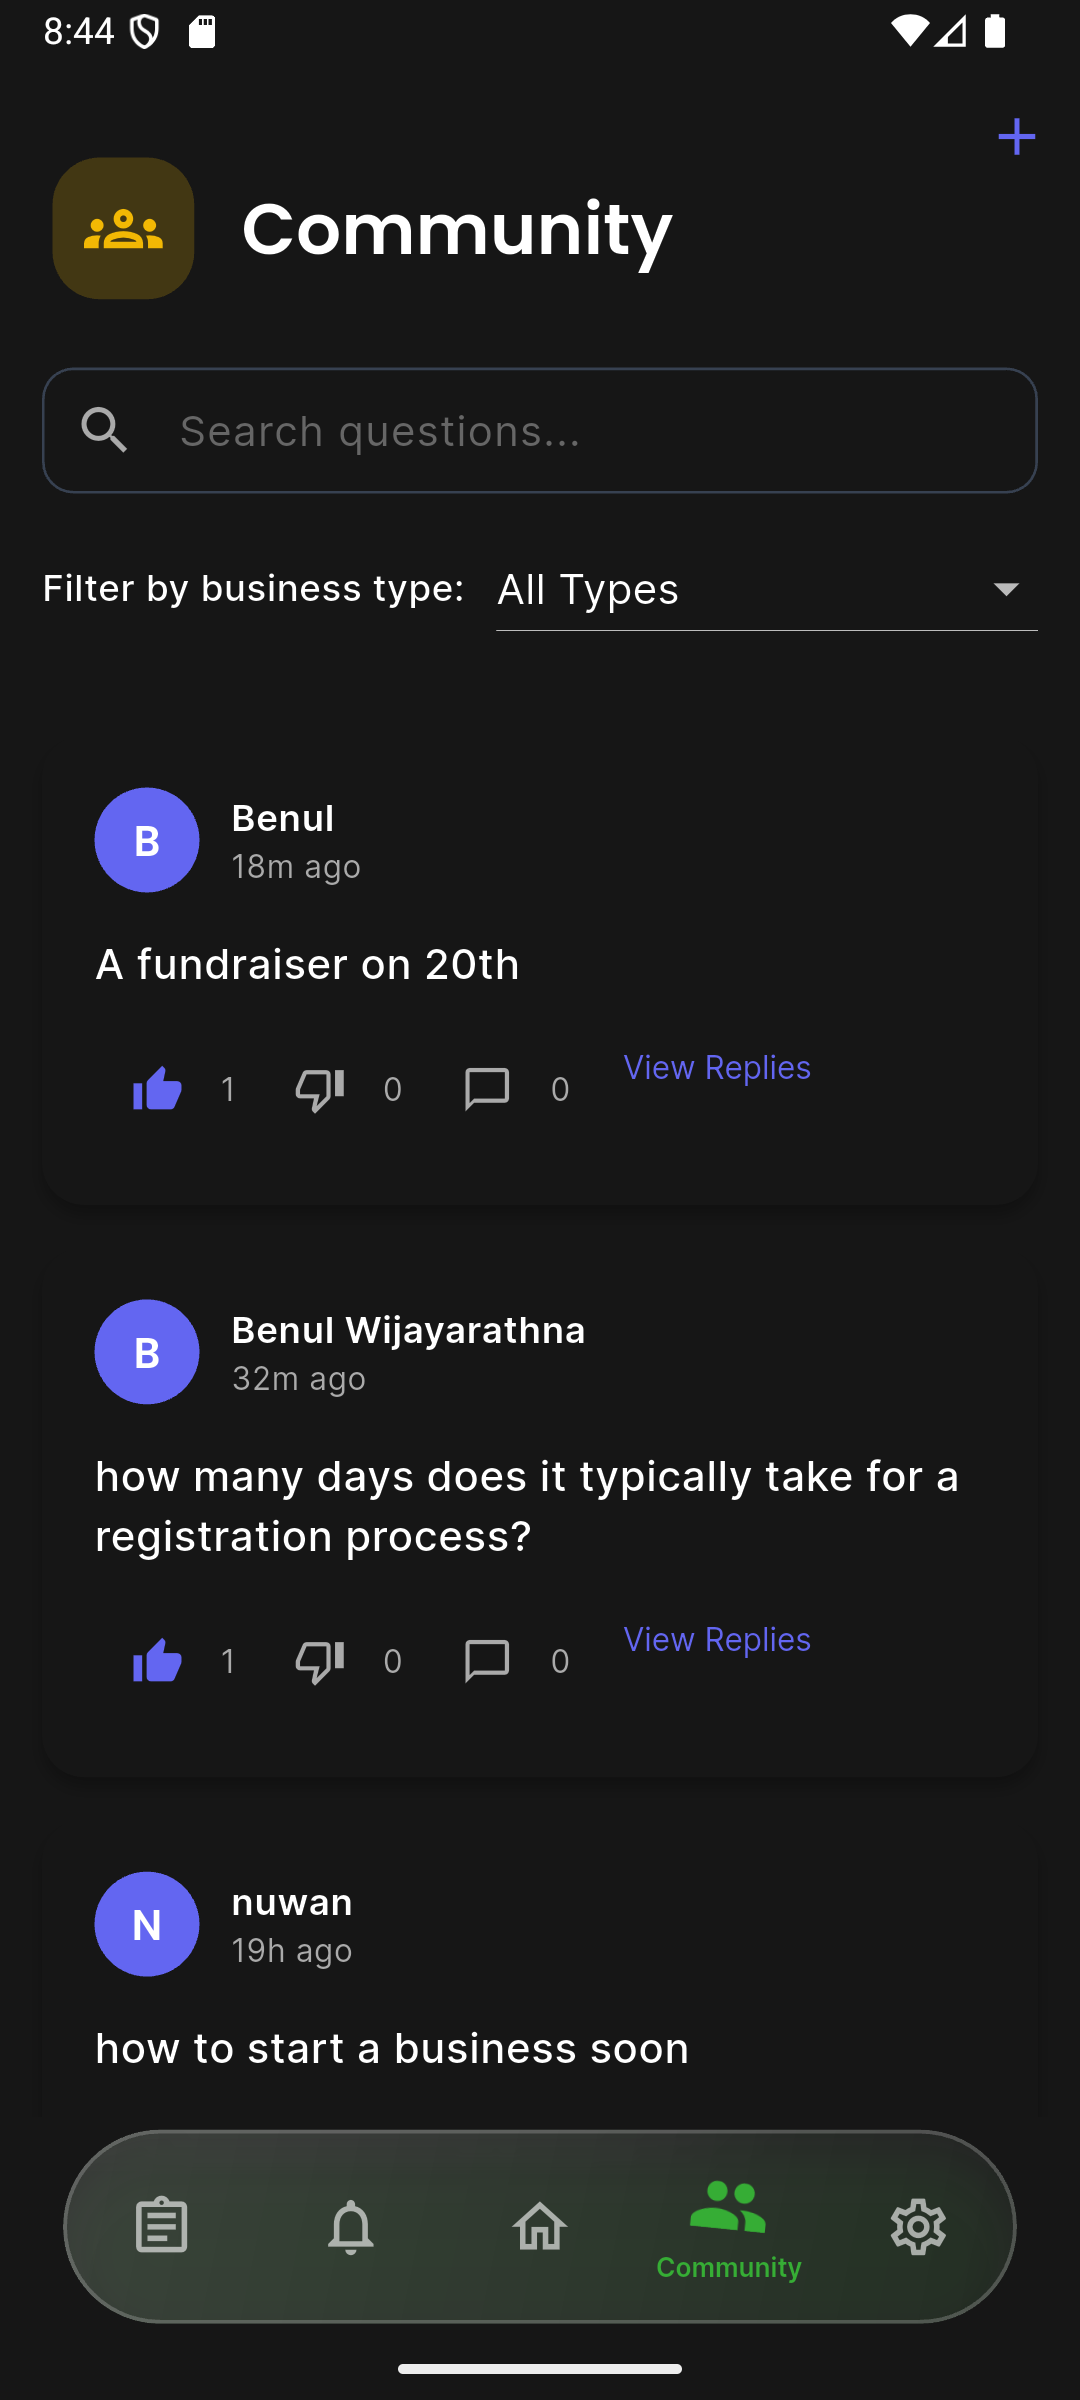 8:44
Community
Search questions...
Filter by business type: All Types
B
Benul
18m ago
A fundraiser on 20th
1 0 0 View Replies
B
Benul Wijayarathna
32m ago
how many days does it typically take for a
registration process?
1 0 0 View Replies
N
nuwan
19h ago
how to start a business soon
Community